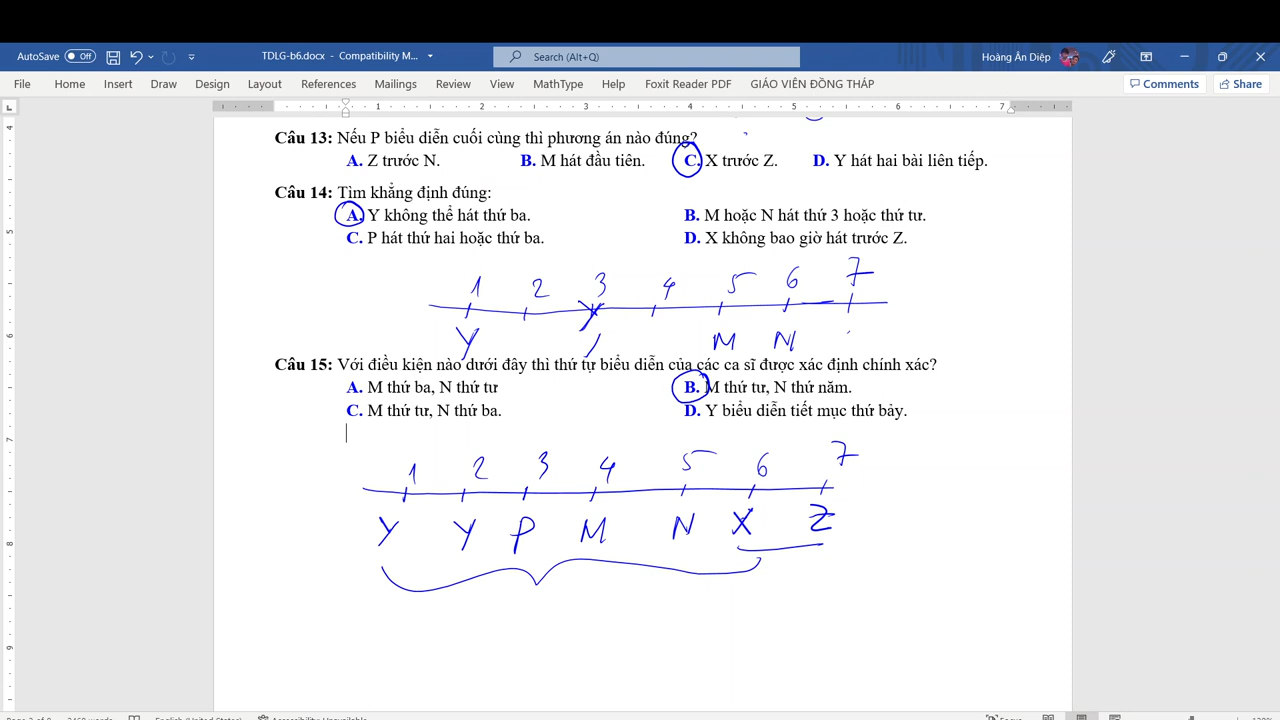 AutoSave Off TDLG-b6.docx - Compatibility M... Search (Alt+Q) Hoàng Ân Diệp
File Home Insert Draw Design Layout References Mailings Review View MathType Help Foxit Reader PDF GIÁO VIÊN ĐỒNG THÁP Comments Share
1 2 3 4 5 6 7
Câu 13: Nếu P biểu diễn cuối cùng thì phương án nào đúng?
A. Z trước N. B. M hát đầu tiên. C. X trước Z. D. Y hát hai bài liên tiếp.
Câu 14: Tìm khẳng định đúng:
A. Y không thể hát thứ ba. B. M hoặc N hát thứ 3 hoặc thứ tư.
C. P hát thứ hai hoặc thứ ba. D. X không bao giờ hát trước Z.
1 2 3 4 5 6 7
Y Y M N
Câu 15: Với điều kiện nào dưới đây thì thứ tự biểu diễn của các ca sĩ được xác định chính xác?
A. M thứ ba, N thứ tư B. M thứ tư, N thứ năm.
C. M thứ tư, N thứ ba. D. Y biểu diễn tiết mục thứ bảy.
1 2 3 4 5 6 7
Y Y P M N X Z